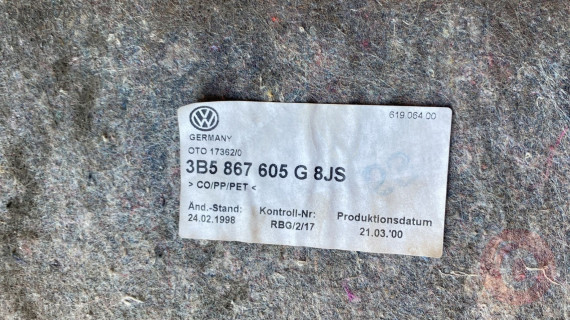 619.064.00
GERMANY
OTO 17362/0
3B5 867 605 G 8JS
> CO/PP/PET <
Änd.-Stand: Kontroll-Nr: Produktionsdatum
24.02.1998 RBG/2/17 21.03.'00